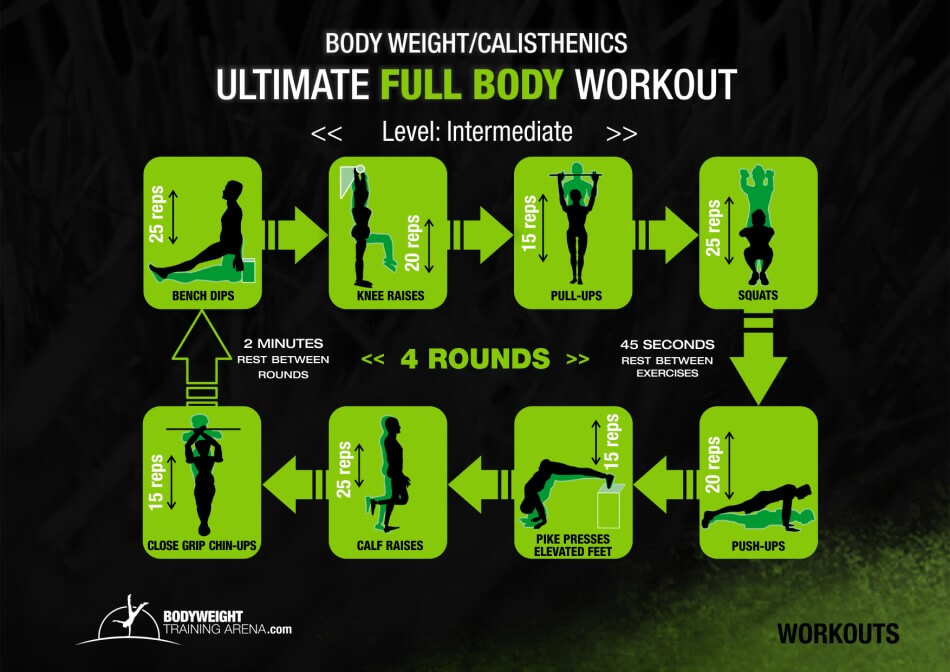 BODY WEIGHT/CALISTHENICS
ULTIMATE FULL BODY WORKOUT
<< Level: Intermediate >>
25 reps
BENCH DIPS
20 reps
KNEE RAISES
15 reps
PULL-UPS
25 reps
SQUATS
2 MINUTES
REST BETWEEN
ROUNDS
<< 4 ROUNDS >>
45 SECONDS
REST BETWEEN
EXERCISES
15 reps
CLOSE GRIP CHIN-UPS
25 reps
CALF RAISES
15 reps
PIKE PRESSES
ELEVATED FEET
20 reps
PUSH-UPS
BODYWEIGHT
TRAINING ARENA.com
WORKOUTS